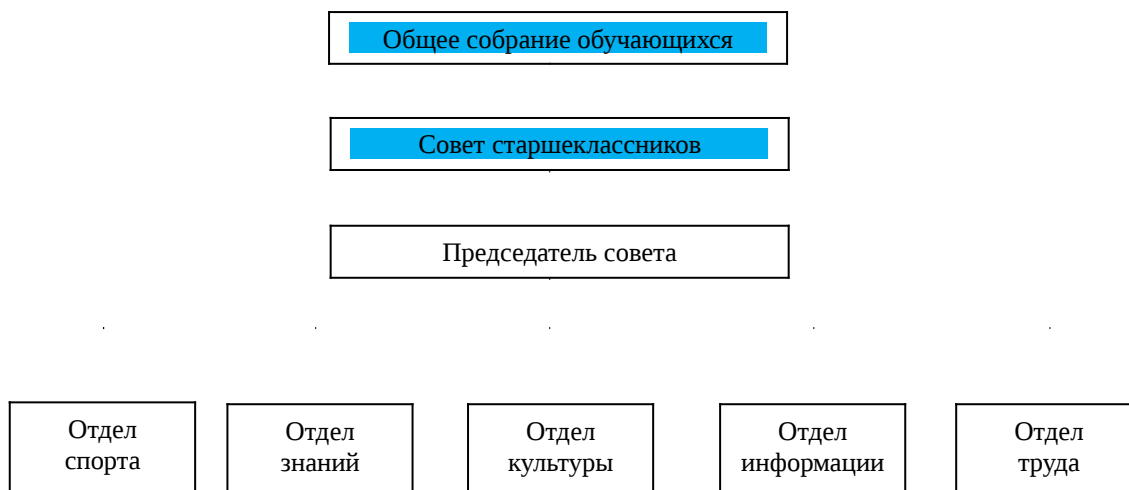 Общее собрание обучающихся
Совет старшеклассников
Председатель совета
Отдел
спорта
Отдел
знаний
Отдел
культуры
Отдел
информации
Отдел
труда